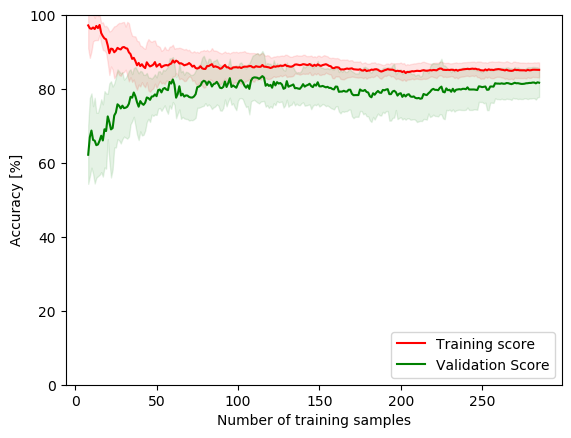 100
80
60
40
20
0
Accuracy [%]
0 50 100 150 200 250
Number of training samples
Training score
Validation Score